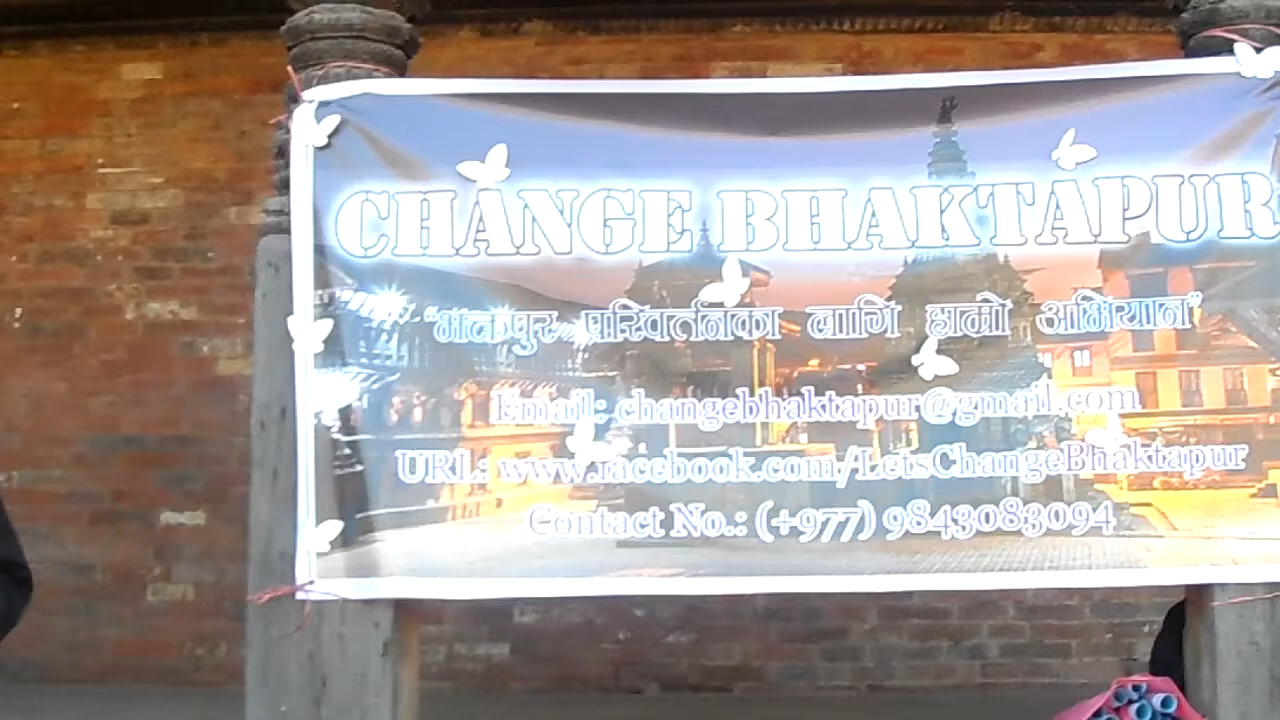 CHANGE BHAKTAPUR
“भक्तपुर परिवर्तनका लागि हामो अभियान”
Email: changebhaktapur@gmail.com
URL: www.facebook.com/LetsChangeBhaktapur
Contact No.: (+977) 9843083094